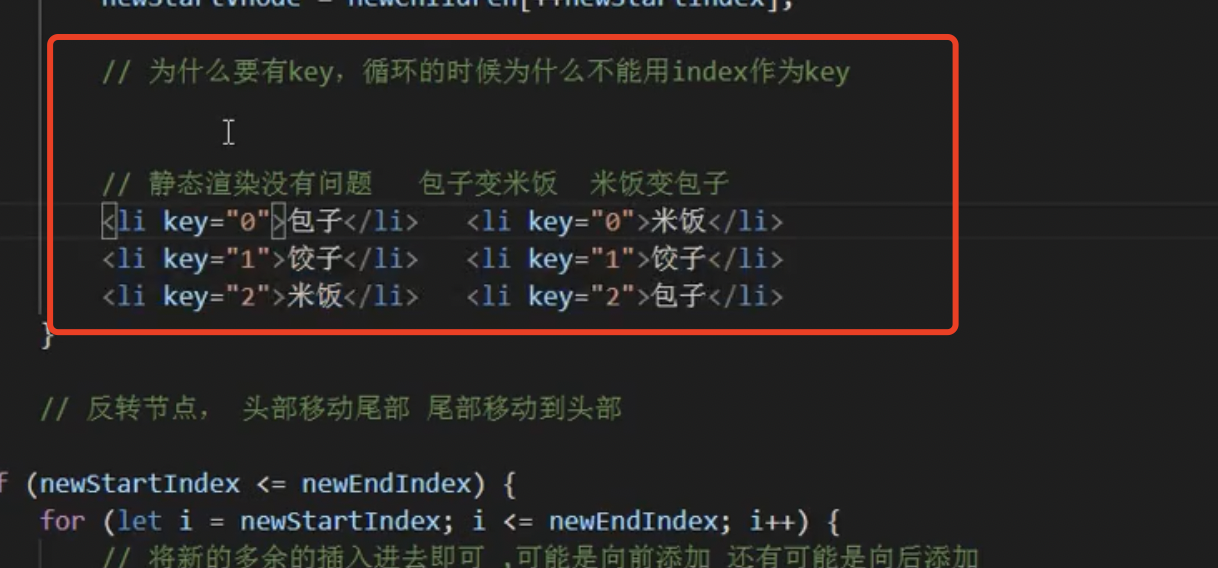 newStartVnode = newChildren[++newStartIndex];
// 为什么要有key，循环的时候为什么不能用index作为key
// 静态渲染没有问题   包子变米饭  米饭变包子
<li key="0">包子</li>   <li key="0">米饭</li>
<li key="1">饺子</li>   <li key="1">饺子</li>
<li key="2">米饭</li>   <li key="2">包子</li>
}
// 反转节点， 头部移动尾部 尾部移动到头部
f (newStartIndex <= newEndIndex) {
for (let i = newStartIndex; i <= newEndIndex; i++) {
// 将新的多余的插入进去即可 ,可能是向前添加 还有可能是向后添加